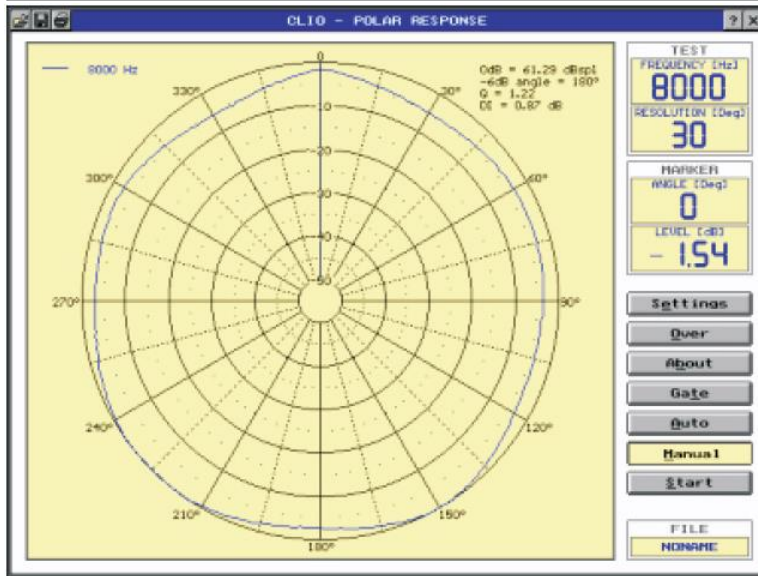 CLIO - POLAR RESPONSE
? X
8000 Hz
0dB = 61.29 dBspl
-6dB angle = 180°
Q = 1.22
DI = 0.87 dB
0
330°
30°
-10
-20
300°
60°
-30
-40
-50
270°
90°
240°
120°
210°
150°
180°
TEST
FREQUENCY [Hz]
8000
RESOLUTION [Deg]
30
MARKER
ANGLE [Deg]
0
LEVEL [dB]
-1.54
Settings
Over
About
Gate
Auto
Manual
Start
FILE
NONAME